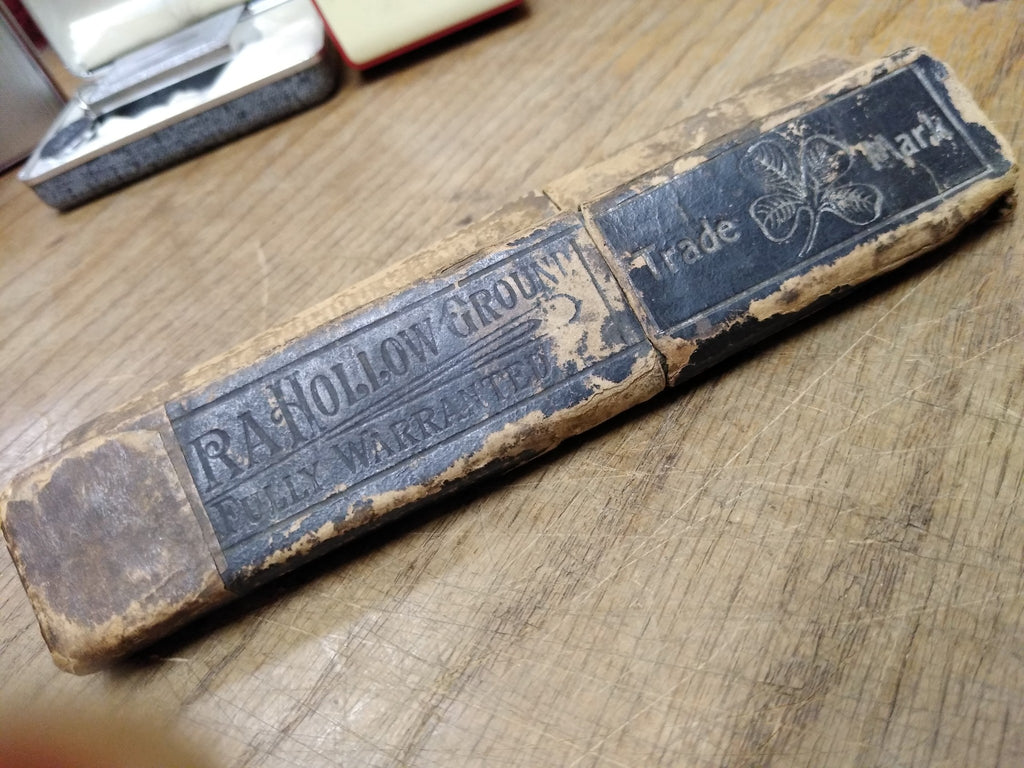 RA HOLLOW GROUND
FULLY WARRANTED
Trade Mark